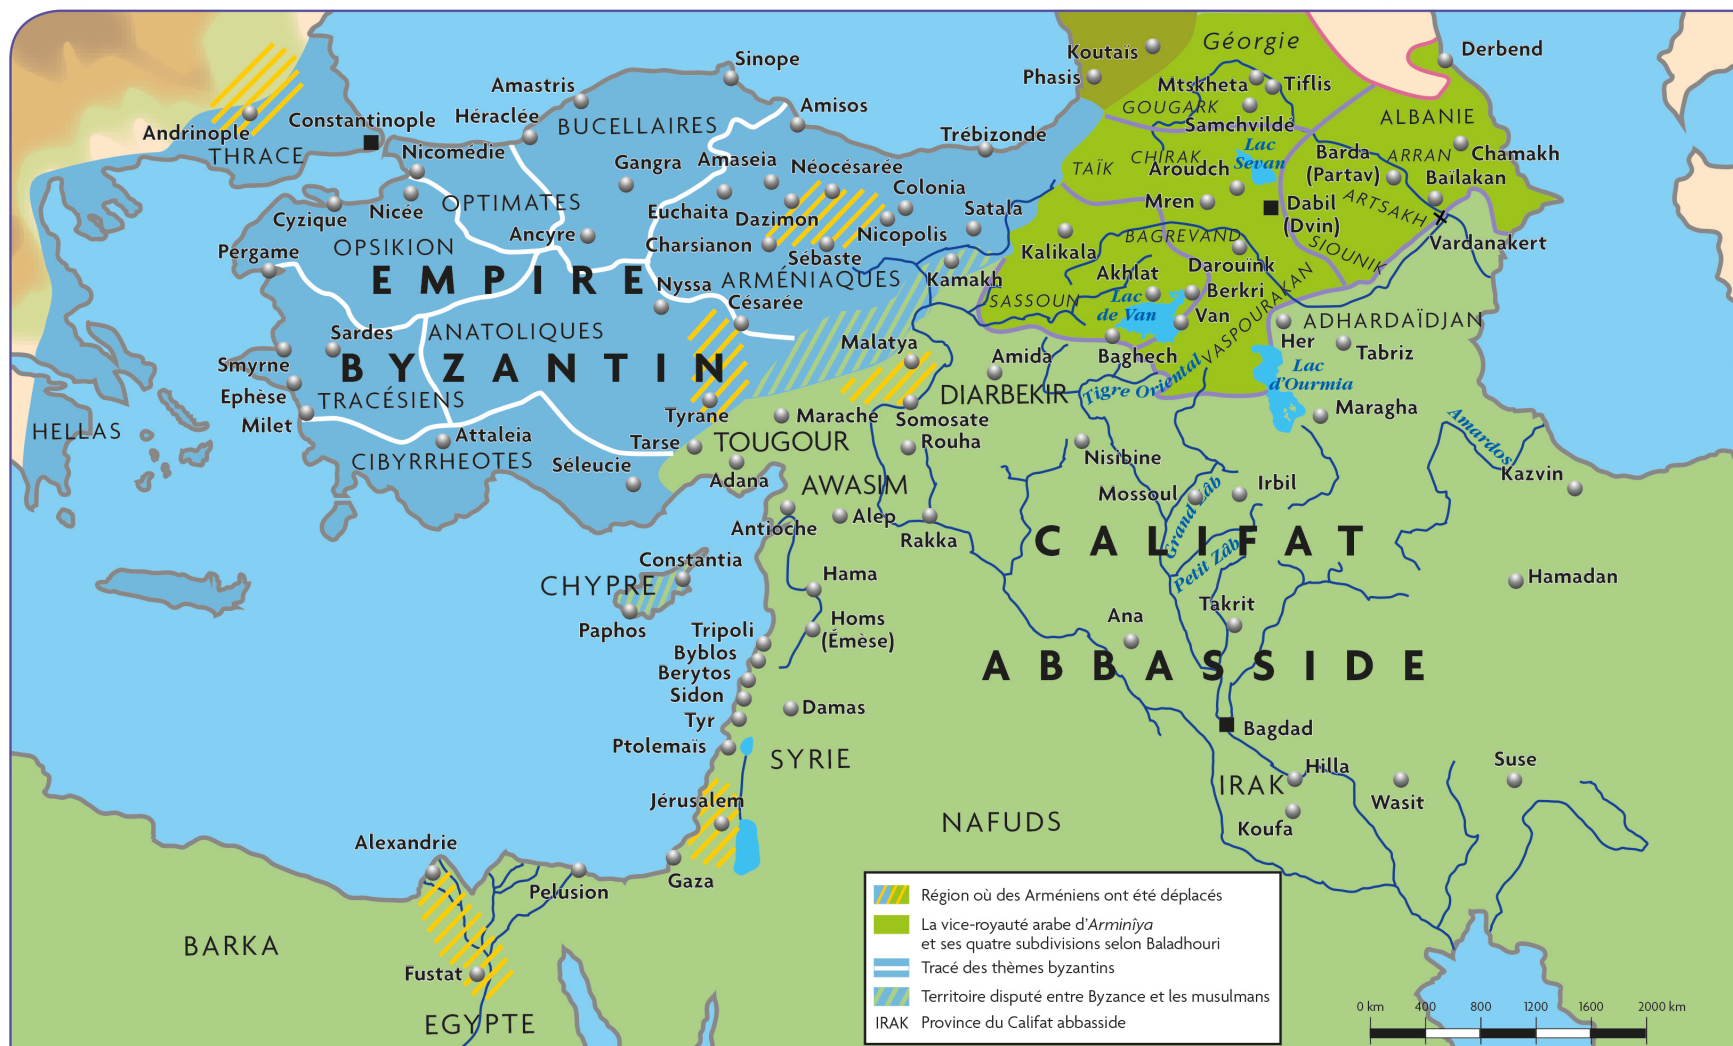 Derbend
Koutaïs
Géorgie
Phasis
Mtskheta
Tiflis
Sinope
Amastris
GOUGARK
Samchvildé
ALBANIE
Amisos
Héraclée
BUCELLAIRES
Constantinople
Andrinople
THRACE
Trébizonde
Lac
Sevan
CHIRAK
TAÏK
Aroudch
Barda
(Partav)
ARRAN
Chamakh
Baïlakan
ARTSAKH
Nicomédie
Gangra
Amaseia
Néocésarée
Colonia
Cyzique
Nicée
OPTIMATES
Euchaita
Dazimon
Satala
Mren
Dabil
(Dvin)
Vardanakert
SIOUNIK
BAGREVAND
Ancyre
Charsianon
Nicopolis
Sébaste
Kalikala
OPSIKION
Pergame
EMPIRE
ARMÉNIAQUES
Kamakh
Akhlat
Darouïnk
Berkri
Nyssa
Césarée
SASSOUN
Lac
de Van
Van
VASPOURAKAN
ADHARDAÏDJAN
Her
Tabriz
Sardes
ANATOLIQUES
Malatya
Amida
Baghech
Smyrne
BYZANTIN
Tigre Oriental
Lac
d'Ourmia
Ephèse
TRACÉSIENS
DIARBEKIR
Milet
HELLAS
Tyrane
Marache
Somosate
Maragha
Amardos
Attaleia
CIBYRRHEOTES
Tarse
TOUGOUR
Rouha
Nisibine
Séleucie
Adana
AWASIM
Mossoul
Irbil
Kazvin
Antioche
Alep
Rakka
Grand Zâb
CALIFAT
Petit Zâb
Constantia
CHYPRE
Paphos
Hama
Hamadan
Homs
(Émèse)
Ana
Takrit
Tripoli
Byblos
Berytos
Sidon
Tyr
ABBASSIDE
Damas
Ptolemaïs
Bagdad
SYRIE
Hilla
IRAK
Suse
Wasit
Jérusalem
Koufa
NAFUDS
Alexandrie
Gaza
Pelusion
BARKA
Fustat
EGYPTE
Région où des Arméniens ont été déplacés
La vice-royauté arabe d'Arminîya
et ses quatre subdivisions selon Baladhouri
Tracé des thèmes byzantins
Territoire disputé entre Byzance et les musulmans
IRAK Province du Califat abbasside
0 km 400 800 1200 1600 2000 km